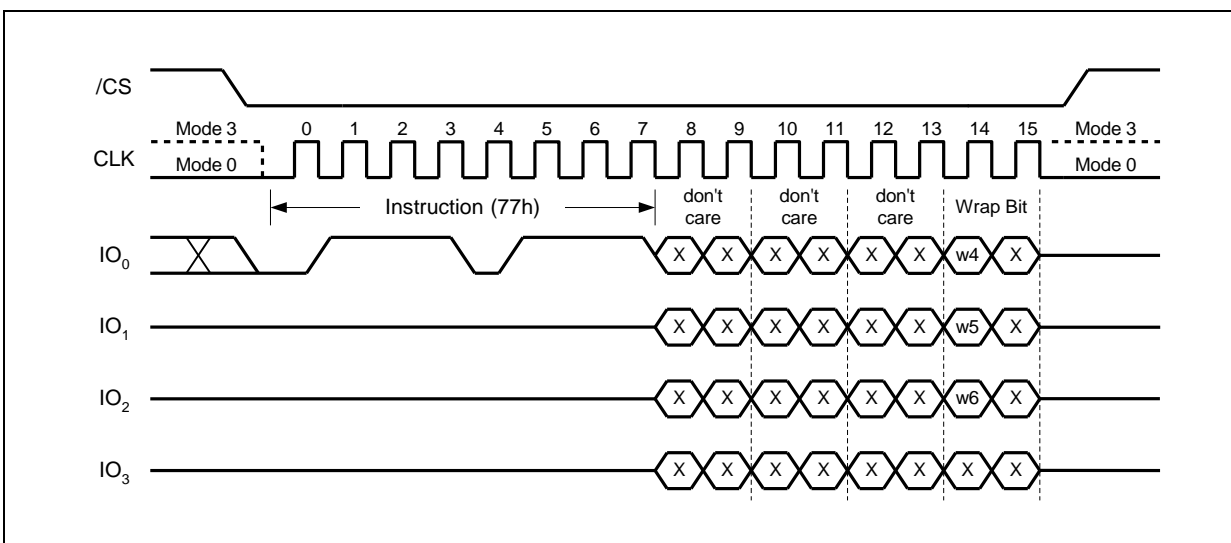 /CS
Mode 3 0 1 2 3 4 5 6 7 8 9 10 11 12 13 14 15 Mode 3
CLK Mode 0 Mode 0
Instruction (77h) don't care don't care don't care Wrap Bit
IO0 X X X X X X w4 X
IO1 X X X X X X w5 X
IO2 X X X X X X w6 X
IO3 X X X X X X X X